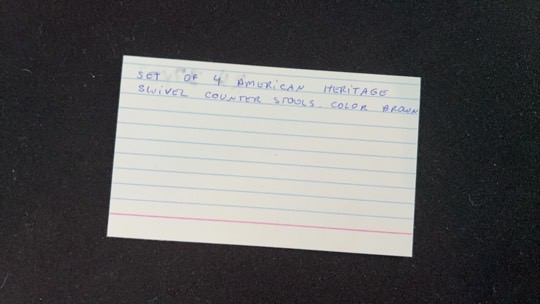 SET OF 4 AMERICAN HERITAGE
SWIVEL COUNTER STOOLS. COLOR BROWN